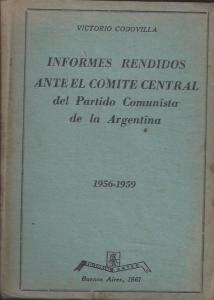 VICTORIO CODOVILLA
INFORMES RENDIDOS
ANTE EL COMITE CENTRAL
del Partido Comunista
de la Argentina
1956-1959
Buenos Aires, 1961